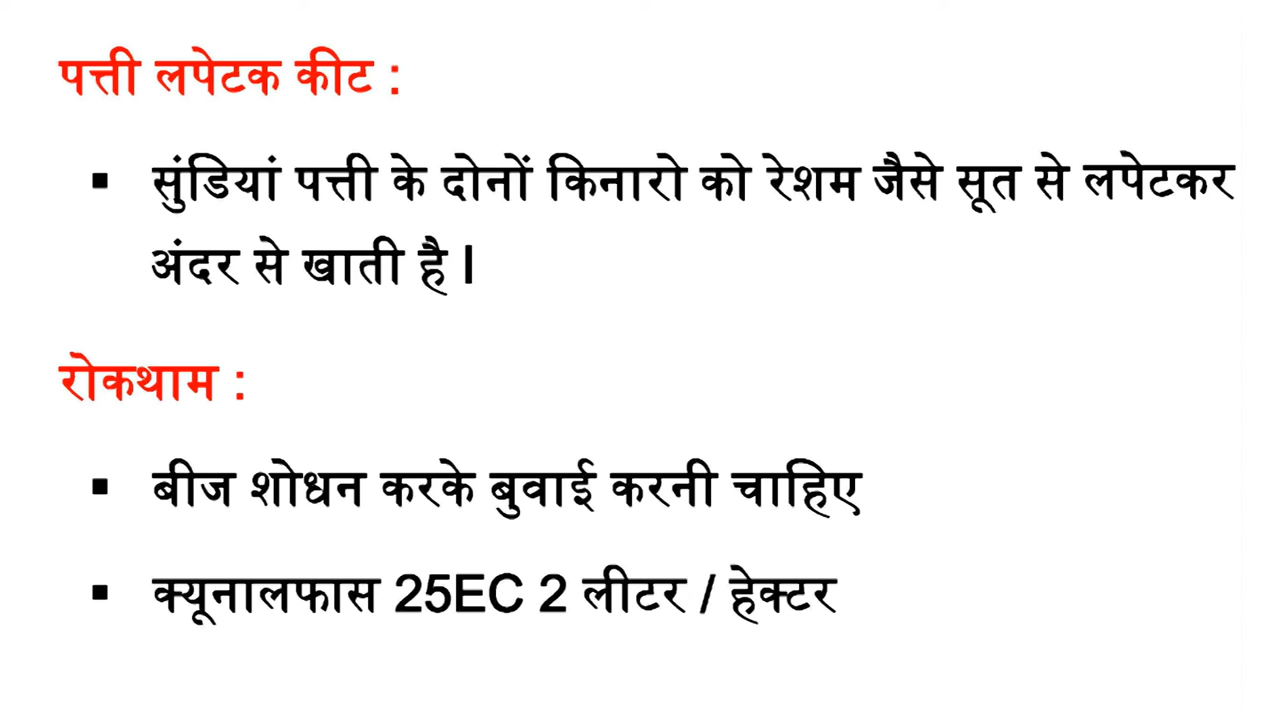 पत्ती लपेटक कीट :
▪ सुंडियां पत्ती के दोनों किनारो को रेशम जैसे सूत से लपेटकर
अंदर से खाती है l
रोकथाम :
▪ बीज शोधन करके बुवाई करनी चाहिए
▪ क्यूनालफास 25EC 2 लीटर / हेक्टर